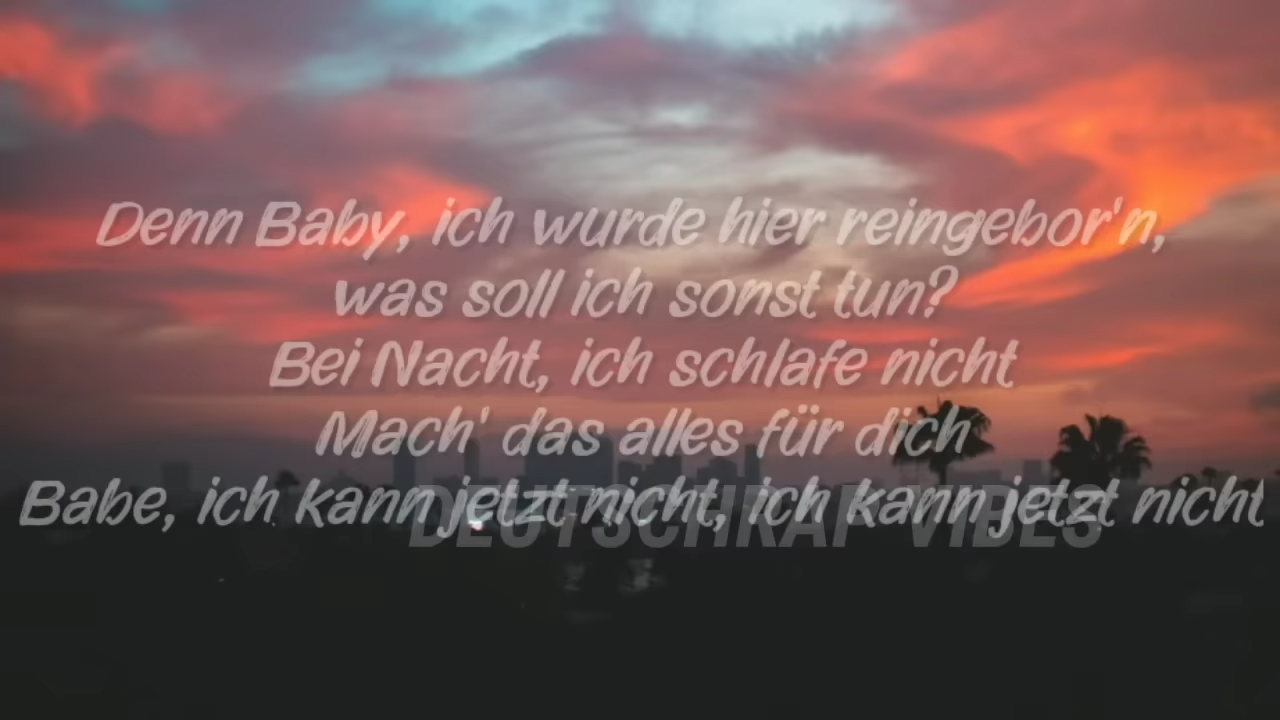 Denn Baby, ich wurde hier reingebor'n,
was soll ich sonst tun?
Bei Nacht, ich schlafe nicht
Mach' das alles für dich
Babe, ich kann jetzt nicht, ich kann jetzt nicht
DEUTSCHRAP VIBES